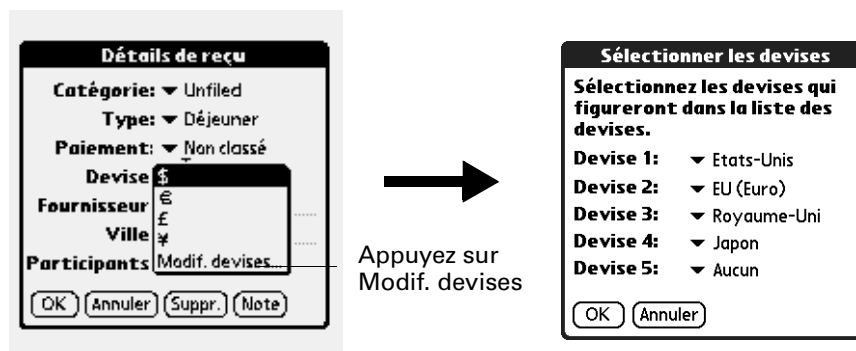 Détails de reçu
Catégorie: Unfiled
Type: Déjeuner
Paiement: Non classé
Devise $
€
Fournisseur
£
Ville
¥
Participants Modif. devises...
OK Annuler Suppr. Note
Appuyez sur
Modif. devises
Sélectionner les devises
Sélectionnez les devises qui
figureront dans la liste des
devises.
Devise 1: Etats-Unis
Devise 2: EU (Euro)
Devise 3: Royaume-Uni
Devise 4: Japon
Devise 5: Aucun
OK Annuler